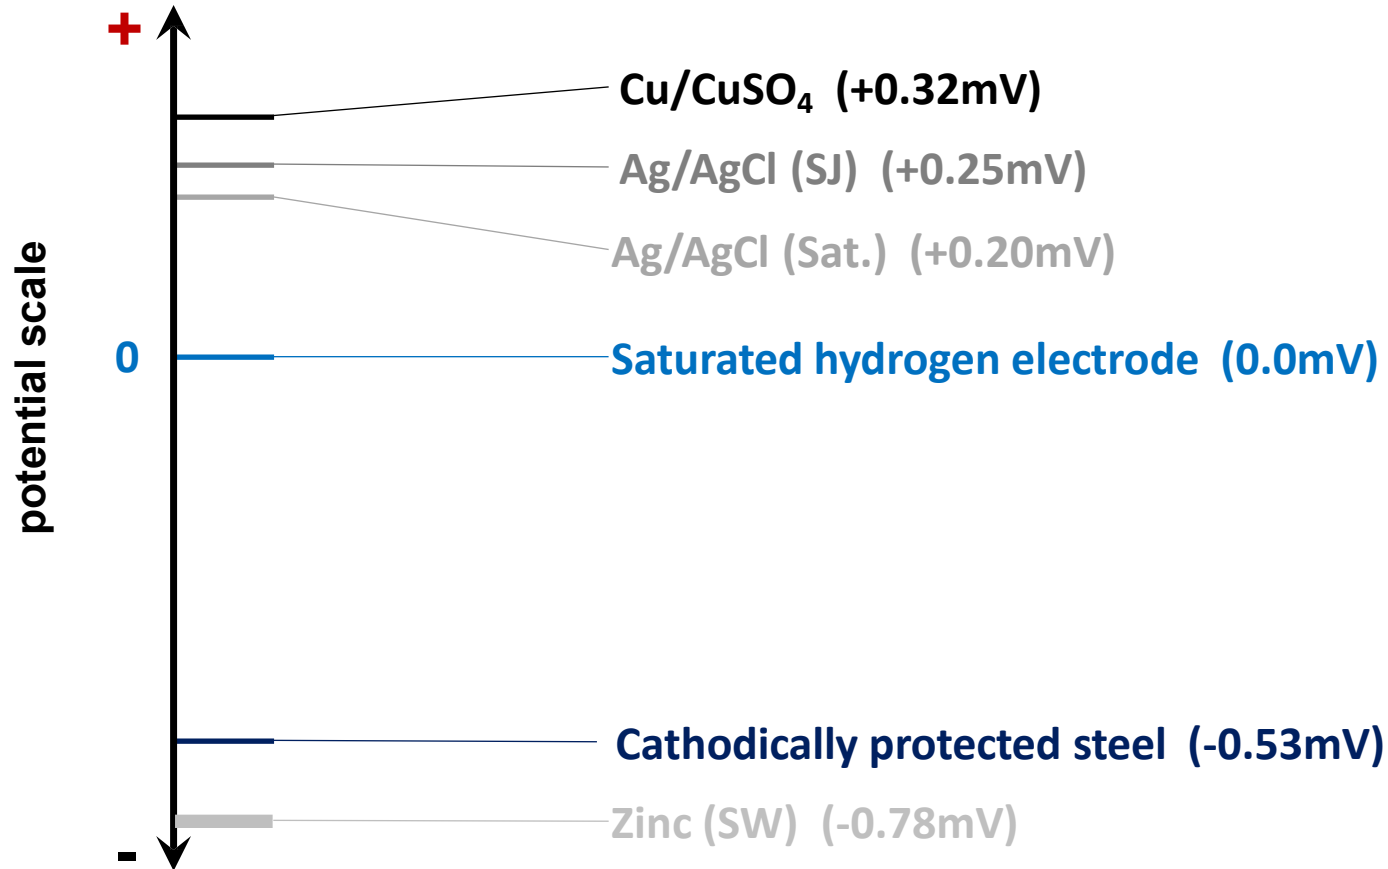 +
Cu/CuSO₄ (+0.32mV)
Ag/AgCl (SJ) (+0.25mV)
Ag/AgCl (Sat.) (+0.20mV)
potential scale
0
Saturated hydrogen electrode (0.0mV)
Cathodically protected steel (-0.53mV)
Zinc (SW) (-0.78mV)
-